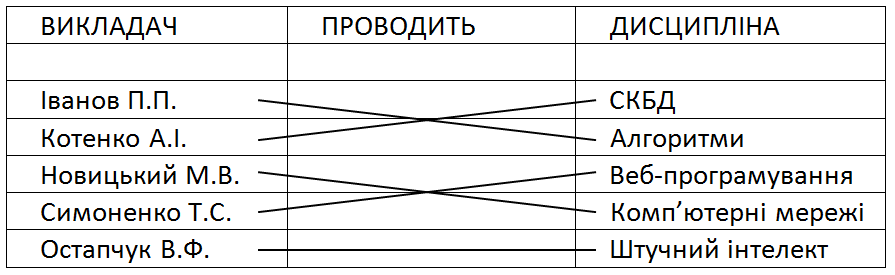 ВИКЛАДАЧ ПРОВОДИТЬ ДИСЦИПЛІНА
Іванов П.П. СКБД
Котенко А.І. Алгоритми
Новицький М.В. Веб-програмування
Симоненко Т.С. Комп’ютерні мережі
Остапчук В.Ф. Штучний інтелект